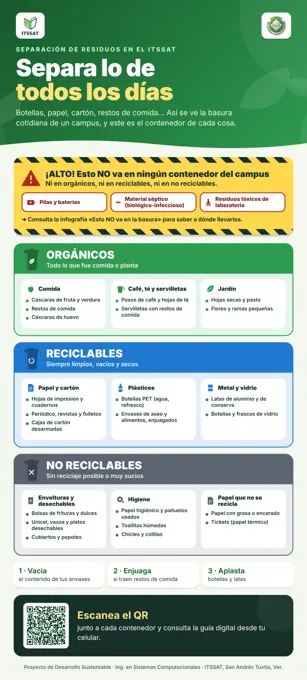 ITSSAT
SEPARACIÓN DE RESIDUOS EN EL ITSSAT
Separa lo de
todos los días
Botellas, papel, cartón, restos de comida... Así se ve la basura
cotidiana de un campus, y este es el contenedor de cada cosa.
¡ALTO! Esto NO va en ningún contenedor del campus
Ni en orgánicos, ni en reciclables, ni en no reciclables.
Pilas y baterías
Material séptico
(biológico-infeccioso)
Residuos tóxicos de
laboratorio
→ Consulta la infografía «Esto NO va en la basura» para saber a dónde llevarlos.
ORGÁNICOS
Todo lo que fue comida o planta
Comida
Cáscaras de fruta y verdura
Restos de comida
Cáscaras de huevo
Café, té y servilletas
Posos de café y hojas de té
Servilletas con restos de
comida
Jardín
Hojas secas y pasto
Flores y ramas pequeñas
RECICLABLES
Siempre limpios, vacíos y secos
Papel y cartón
Hojas de impresión y
cuadernos
Periódico, revistas y folletos
Cajas de cartón
desarmadas
Plásticos
Botellas PET (agua,
refresco)
Envases de aseo y
alimentos, enjuagados
Metal y vidrio
Latas de aluminio y de
conserva
Botellas y frascos de vidrio
NO RECICLABLES
Sin reciclaje posible o muy sucios
Envolturas y
desechables
Bolsas de frituras y dulces
Unicel, vasos y platos
desechables
Cubiertos y popotes
Higiene
Papel higiénico y pañuelos
usados
Toallitas húmedas
Chicles y colillas
Papel que no se
recicla
Papel con grasa o encerado
Tickets (papel térmico)
1 · Vacía
el contenido de tus envases
2 · Enjuaga
si traen restos de comida
3 · Aplasta
botellas y latas
Escanea el QR
junto a cada contenedor y consulta la guía digital desde tu
celular.
Proyecto de Desarrollo Sustentable · Ing. en Sistemas Computacionales · ITSSAT, San Andrés Tuxtla, Ver.